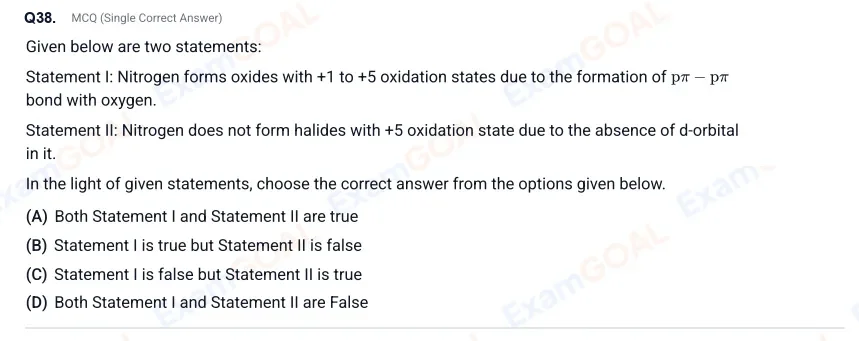 Q38. MCQ (Single Correct Answer)
Given below are two statements:
Statement I: Nitrogen forms oxides with +1 to +5 oxidation states due to the formation of pπ − pπ
bond with oxygen.
Statement II: Nitrogen does not form halides with +5 oxidation state due to the absence of d-orbital
in it.
In the light of given statements, choose the correct answer from the options given below.
(A) Both Statement I and Statement II are true
(B) Statement I is true but Statement II is false
(C) Statement I is false but Statement II is true
(D) Both Statement I and Statement II are False
ExamGOAL
ExamGOAL
ExamGOAL
ExamGOAL